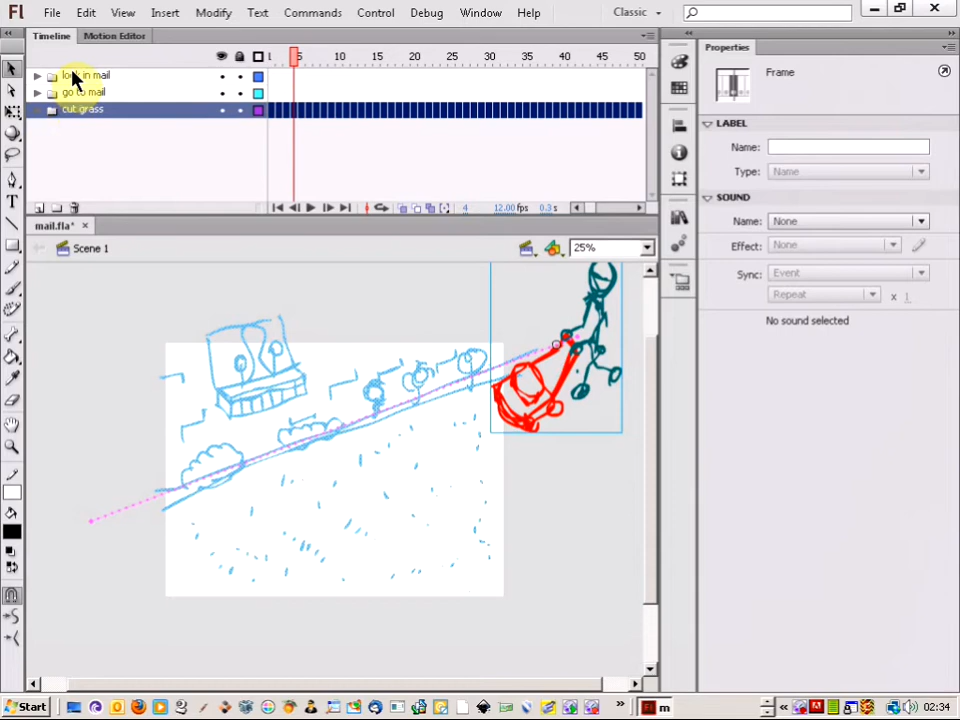 Fl File Edit View Insert Modify Text Commands Control Debug Window Help Classic
Timeline Motion Editor
5 10 15 20 25 30 35 40 45 50
in mail
go to mail
cut grass
4 12.00fps 0.3s
mail.fla* ×
Scene 1 25%
Properties
Frame
LABEL
Name:
Type: Name
SOUND
Name: None
Effect: None
Sync: Event
Repeat x 1
No sound selected
Start m 02:34